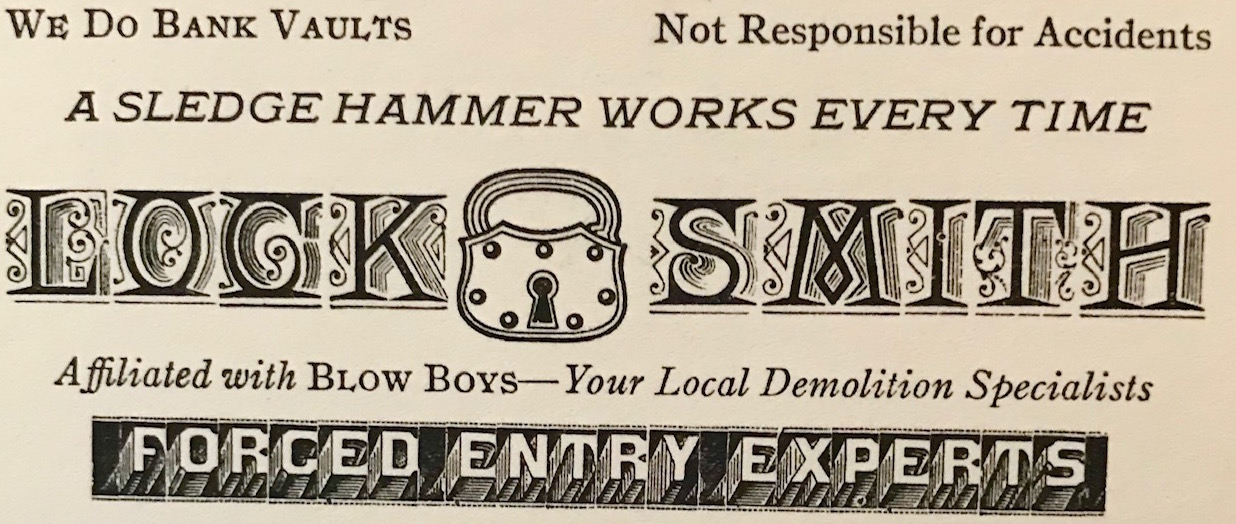 WE DO BANK VAULTS Not Responsible for Accidents
A SLEDGE HAMMER WORKS EVERY TIME
LOCK SMITH
Affiliated with BLOW BOYS—Your Local Demolition Specialists
FORCED ENTRY EXPERTS